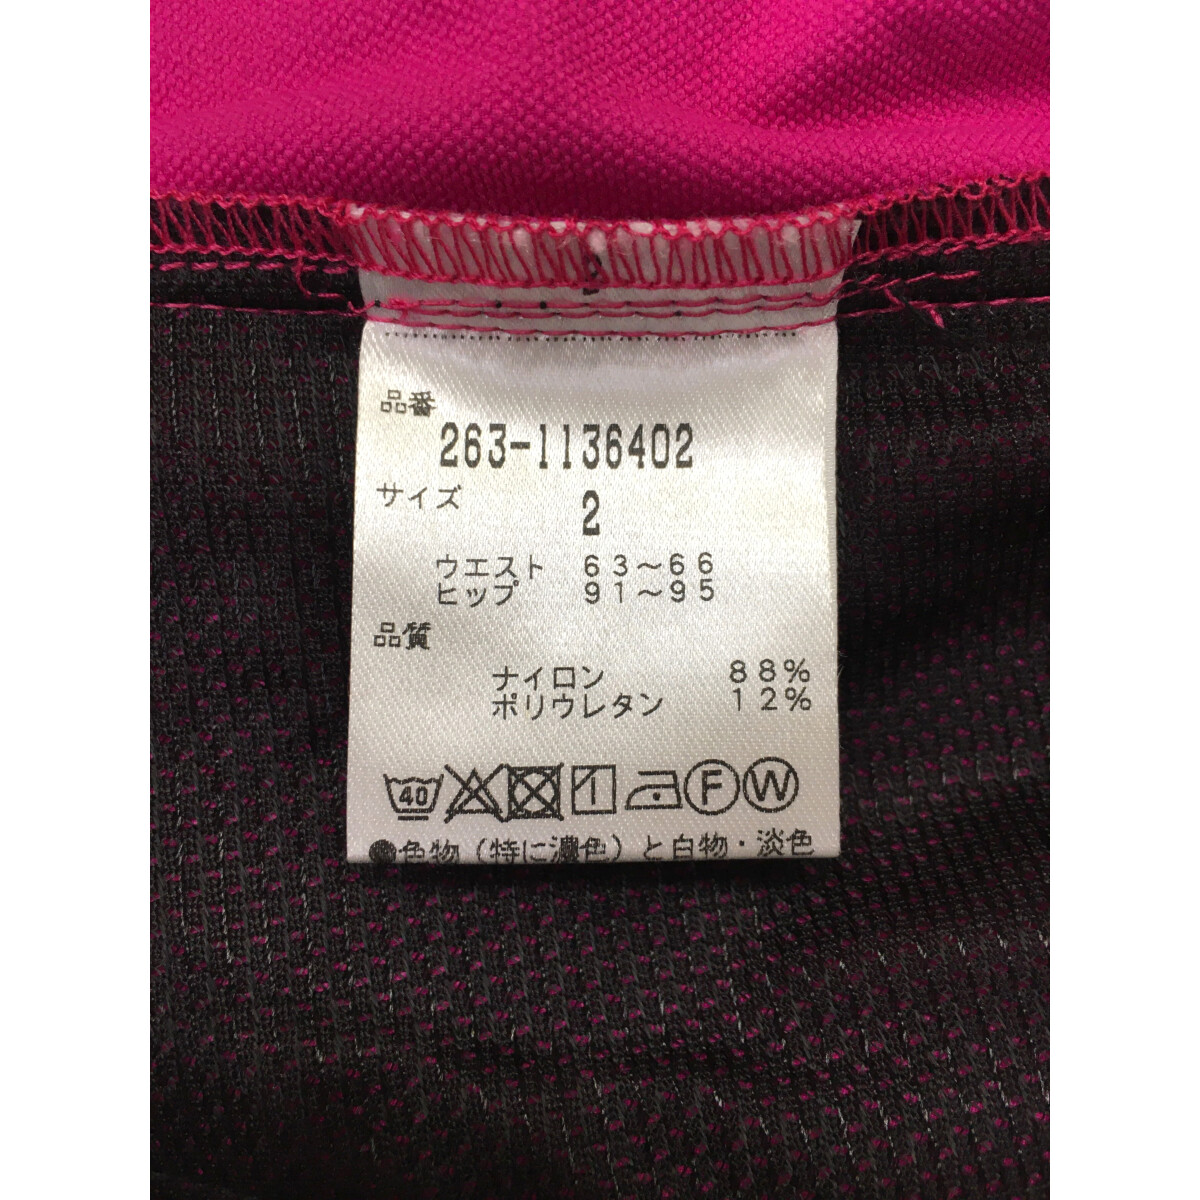 品番
263-1136402
サイズ
2
ウエスト 63～66
ヒップ 91～95
品質
ナイロン 88%
ポリウレタン 12%
40 1 F W
●色物(特に濃色)と白物・淡色